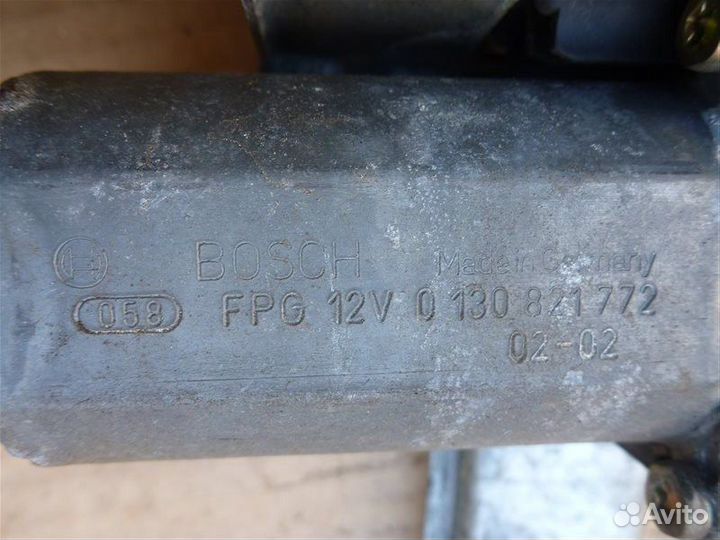 BOSCH Made in Germany
058 FPG 12V 0 130 821 772
02-02
Avito